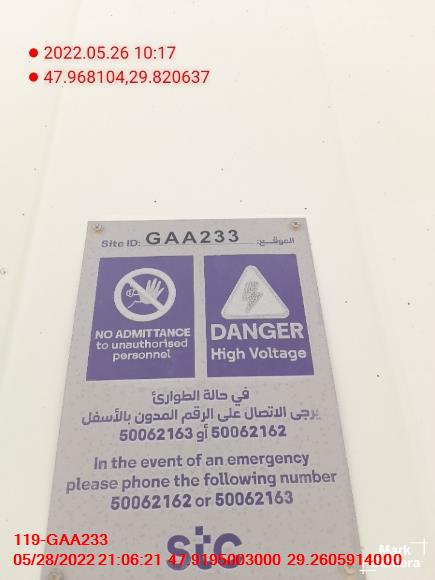 2022.05.26 10:17
47.968104,29.820637
Site ID: GAA233 الموقع:
NO ADMITTANCE
to unauthorised
personnel
DANGER
High Voltage
في حالة الطوارئ
يرجى الاتصال على الرقم المدون بالأسفل
50062162 أو 50062163
In the event of an emergency
please phone the following number
50062162 or 50062163
stc
Mark
119-GAA233
05/28/2022 21:06:21 47.9195003000 29.2605914000